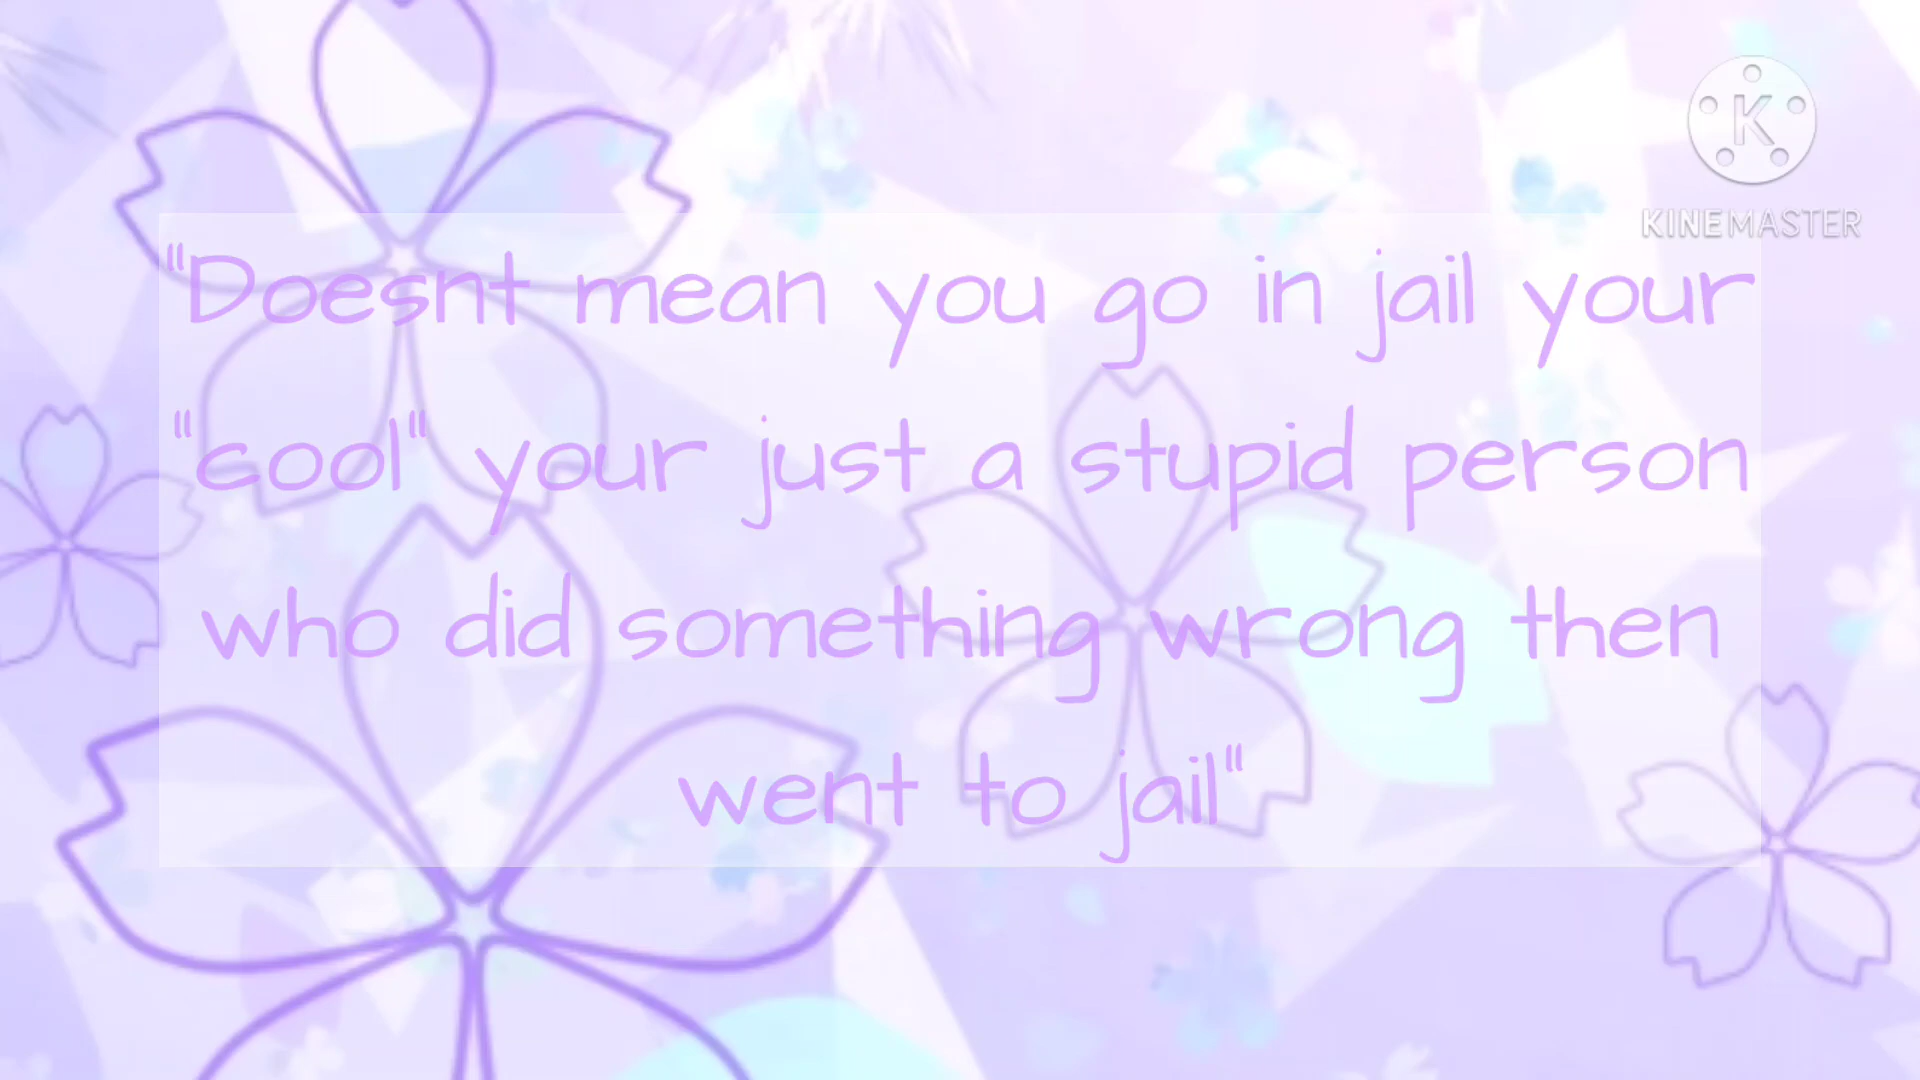 KINEMASTER
"Doesnt mean you go in jail your
"cool" your just a stupid person
who did something wrong then
went to jail"